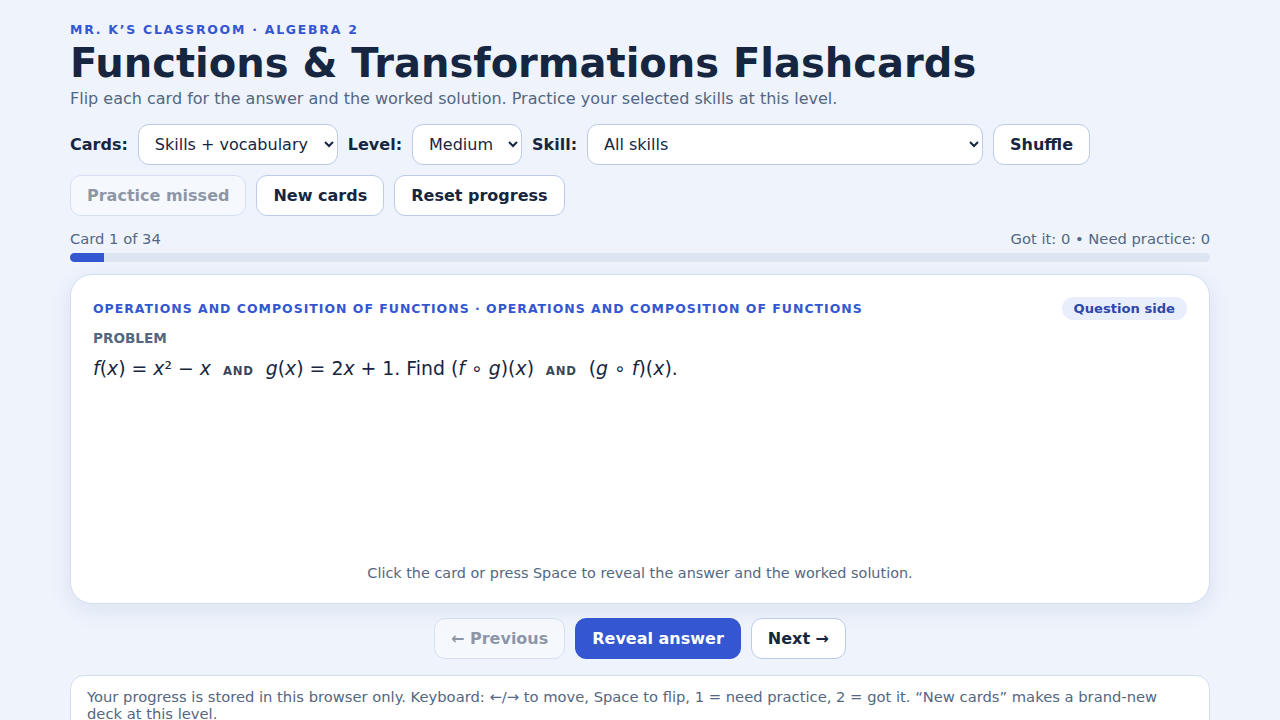 MR. K’S CLASSROOM · ALGEBRA 2
Functions & Transformations Flashcards
Flip each card for the answer and the worked solution. Practice your selected skills at this level.
Cards: Skills + vocabulary Level: Medium Skill: All skills Shuffle
Practice missed New cards Reset progress
Card 1 of 34 Got it: 0 • Need practice: 0
OPERATIONS AND COMPOSITION OF FUNCTIONS · OPERATIONS AND COMPOSITION OF FUNCTIONS Question side
PROBLEM
f(x) = x² − x AND g(x) = 2x + 1. Find (f ∘ g)(x) AND (g ∘ f)(x).
Click the card or press Space to reveal the answer and the worked solution.
← Previous Reveal answer Next →
Your progress is stored in this browser only. Keyboard: ←/→ to move, Space to flip, 1 = need practice, 2 = got it. “New cards” makes a brand-new
deck at this level.